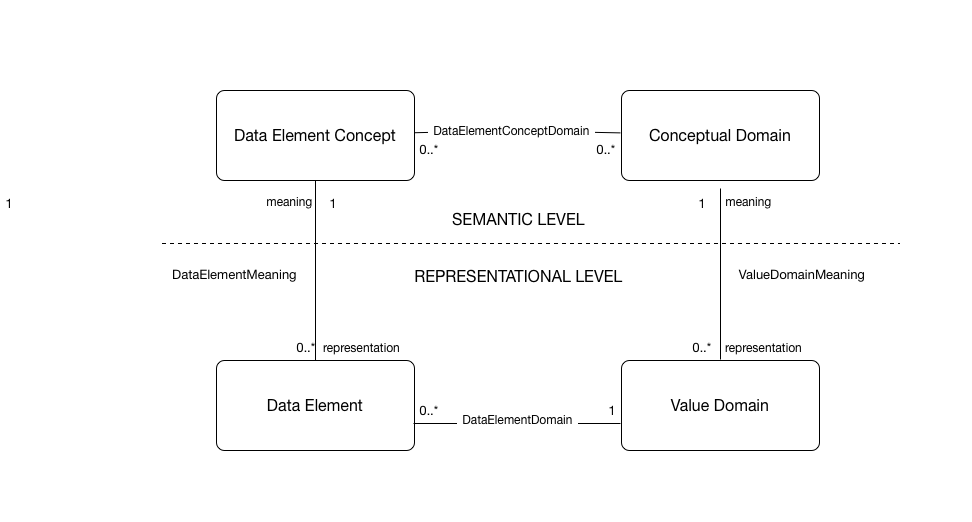 Data Element Concept
DataElementConceptDomain
Conceptual Domain
0..*
0..*
1
meaning
1
1
meaning
SEMANTIC LEVEL
DataElementMeaning
REPRESENTATIONAL LEVEL
ValueDomainMeaning
0..*
representation
0..*
representation
Data Element
0..*
DataElementDomain
1
Value Domain